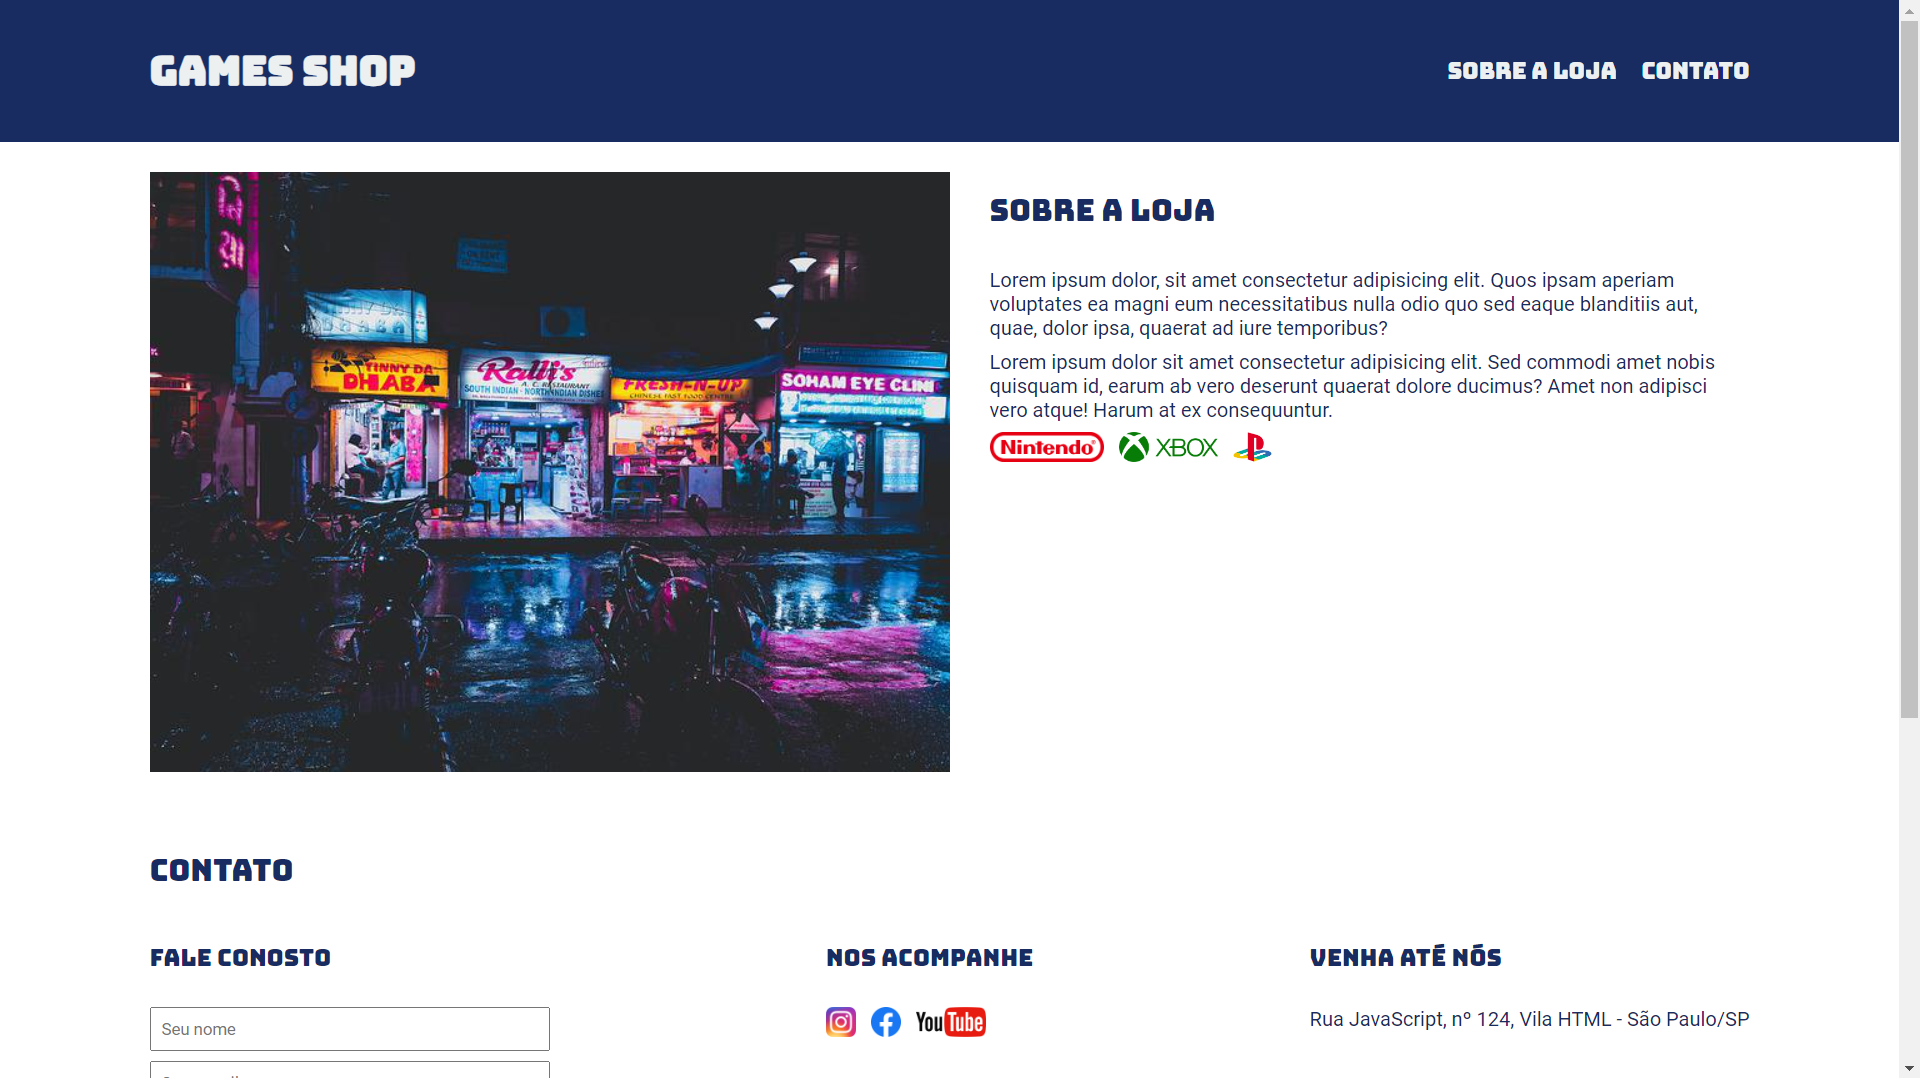 GAMES SHOP
SOBRE A LOJA CONTATO
YINNY DA
DHABA
Ralli's
A. C. RESTAURANT
SOUTH INDIAN - NORTH INDIAN DISHES
FRESH-N-UP
CHINESE FAST FOOD CENTRE
SOHAM EYE CLINI
SOBRE A LOJA
Lorem ipsum dolor, sit amet consectetur adipisicing elit. Quos ipsam aperiam
voluptates ea magni eum necessitatibus nulla odio quo sed eaque blanditiis aut,
quae, dolor ipsa, quaerat ad iure temporibus?
Lorem ipsum dolor sit amet consectetur adipisicing elit. Sed commodi amet nobis
quisquam id, earum ab vero deserunt quaerat dolore ducimus? Amet non adipisci
vero atque! Harum at ex consequuntur.
Nintendo XBOX
CONTATO
FALE CONOSTO
Seu nome
NOS ACOMPANHE
YouTube
VENHA ATÉ NÓS
Rua JavaScript, nº 124, Vila HTML - São Paulo/SP